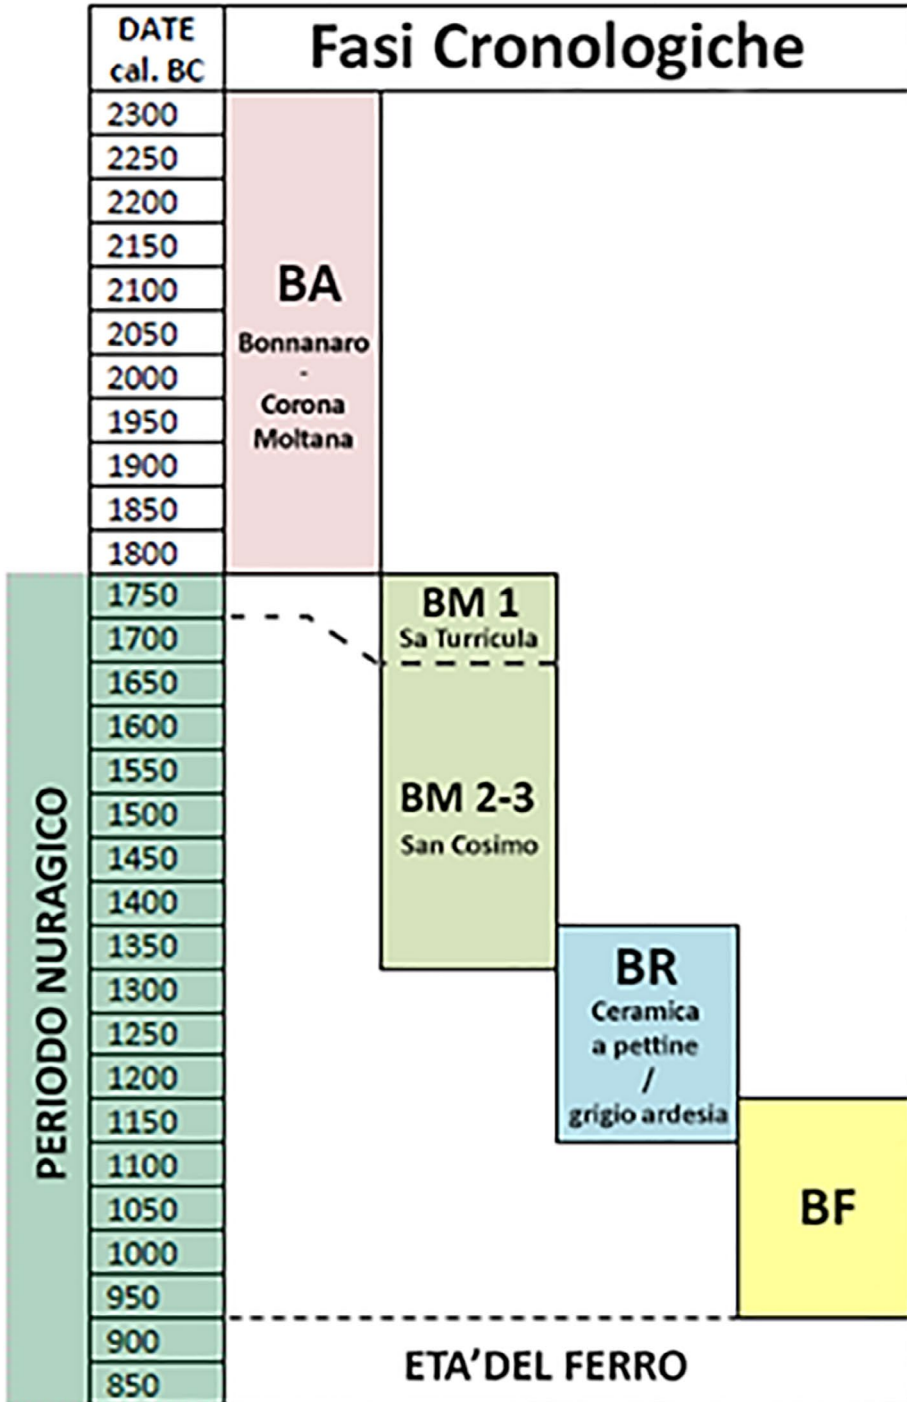 DATE
cal. BC
Fasi Cronologiche
2300
2250
2200
2150
2100
2050
2000
1950
1900
1850
1800
1750
1700
1650
1600
1550
1500
1450
1400
1350
1300
1250
1200
1150
1100
1050
1000
950
900
850
PERIODO NURAGICO
BA
Bonnanaro
-
Corona
Moltana
BM 1
Sa Turricula
BM 2-3
San Cosimo
BR
Ceramica
a pettine
/
grigio ardesia
BF
ETA'DEL FERRO